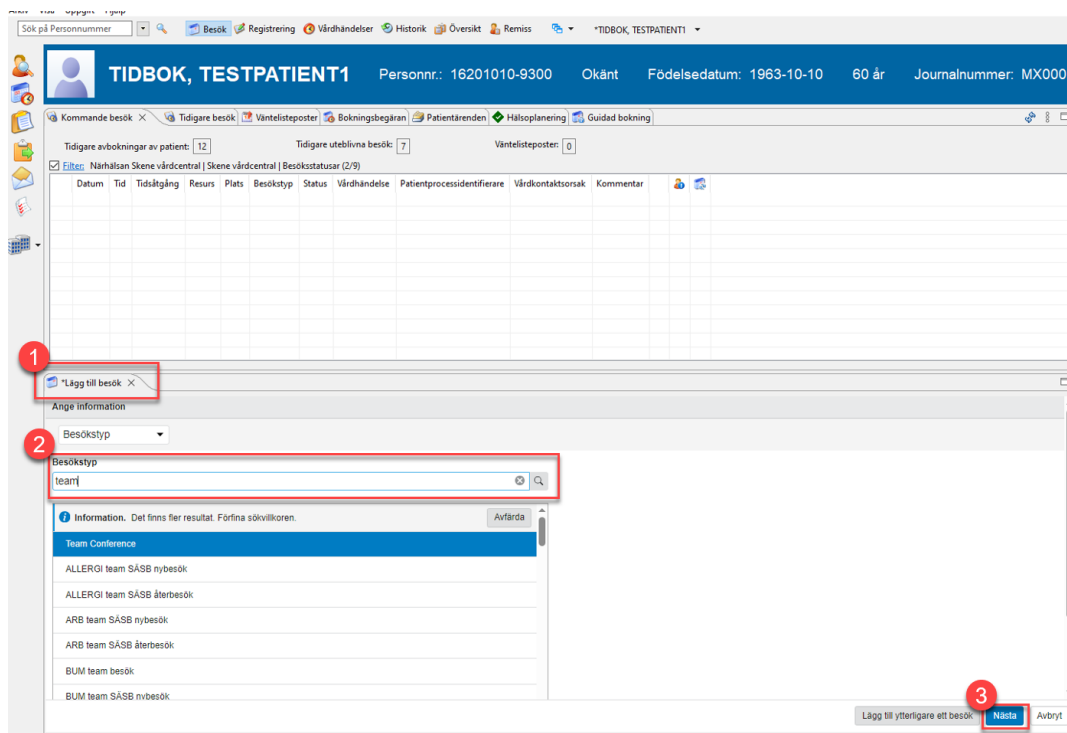 Arkiv Visa Uppgift Hjälp
Sök på Personnummer Besök Registrering Vårdhändelser Historik Översikt Remiss *TIDBOK, TESTPATIENT1
TIDBOK, TESTPATIENT1 Personnr.: 16201010-9300 Okänt Födelsedatum: 1963-10-10 60 år Journalnummer: MX000
Kommande besök Tidigare besök Väntelisteposter Bokningsbegäran Patientärenden Hälsoplanering Guidad bokning
Tidigare avbokningar av patient: 12 Tidigare uteblivna besök: 7 Väntelisteposter: 0
Filter: Närhälsan Skene vårdcentral | Skene vårdcentral | Besöksstatusar (2/9)
Datum Tid Tidsåtgång Resurs Plats Besökstyp Status Vårdhändelse Patientprocessidentifierare Vårdkontaktsorsak Kommentar
1
*Lägg till besök
Ange information
Besökstyp
2
Besökstyp
team
Information. Det finns fler resultat. Förfina sökvillkoren. Avfärda
Team Conference
ALLERGI team SÄSB nybesök
ALLERGI team SÄSB återbesök
ARB team SÄSB nybesök
ARB team SÄSB återbesök
BUM team besök
BUM team SÄSB nybesök
3
Lägg till ytterligare ett besök Nästa Avbryt